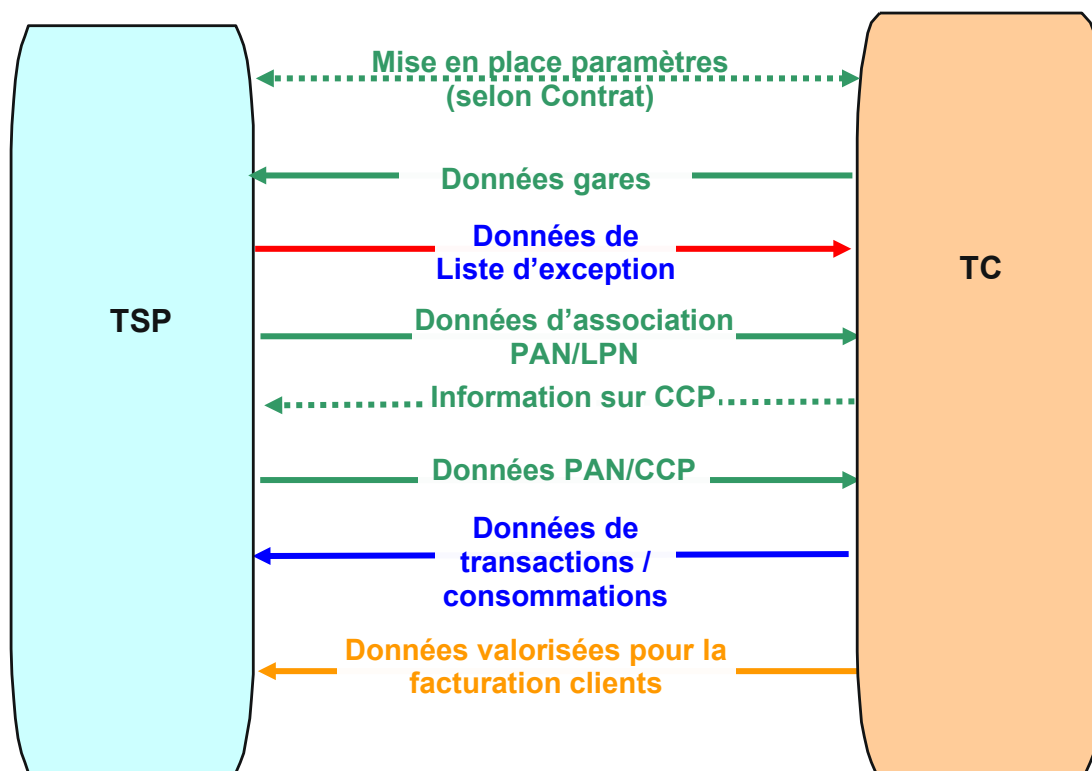 Mise en place paramètres
(selon Contrat)
Données gares
Données de
Liste d’exception
TC
TSP
Données d’association
PAN/LPN
Information sur CCP
Données PAN/CCP
Données de
transactions /
consommations
Données valorisées pour la
facturation clients